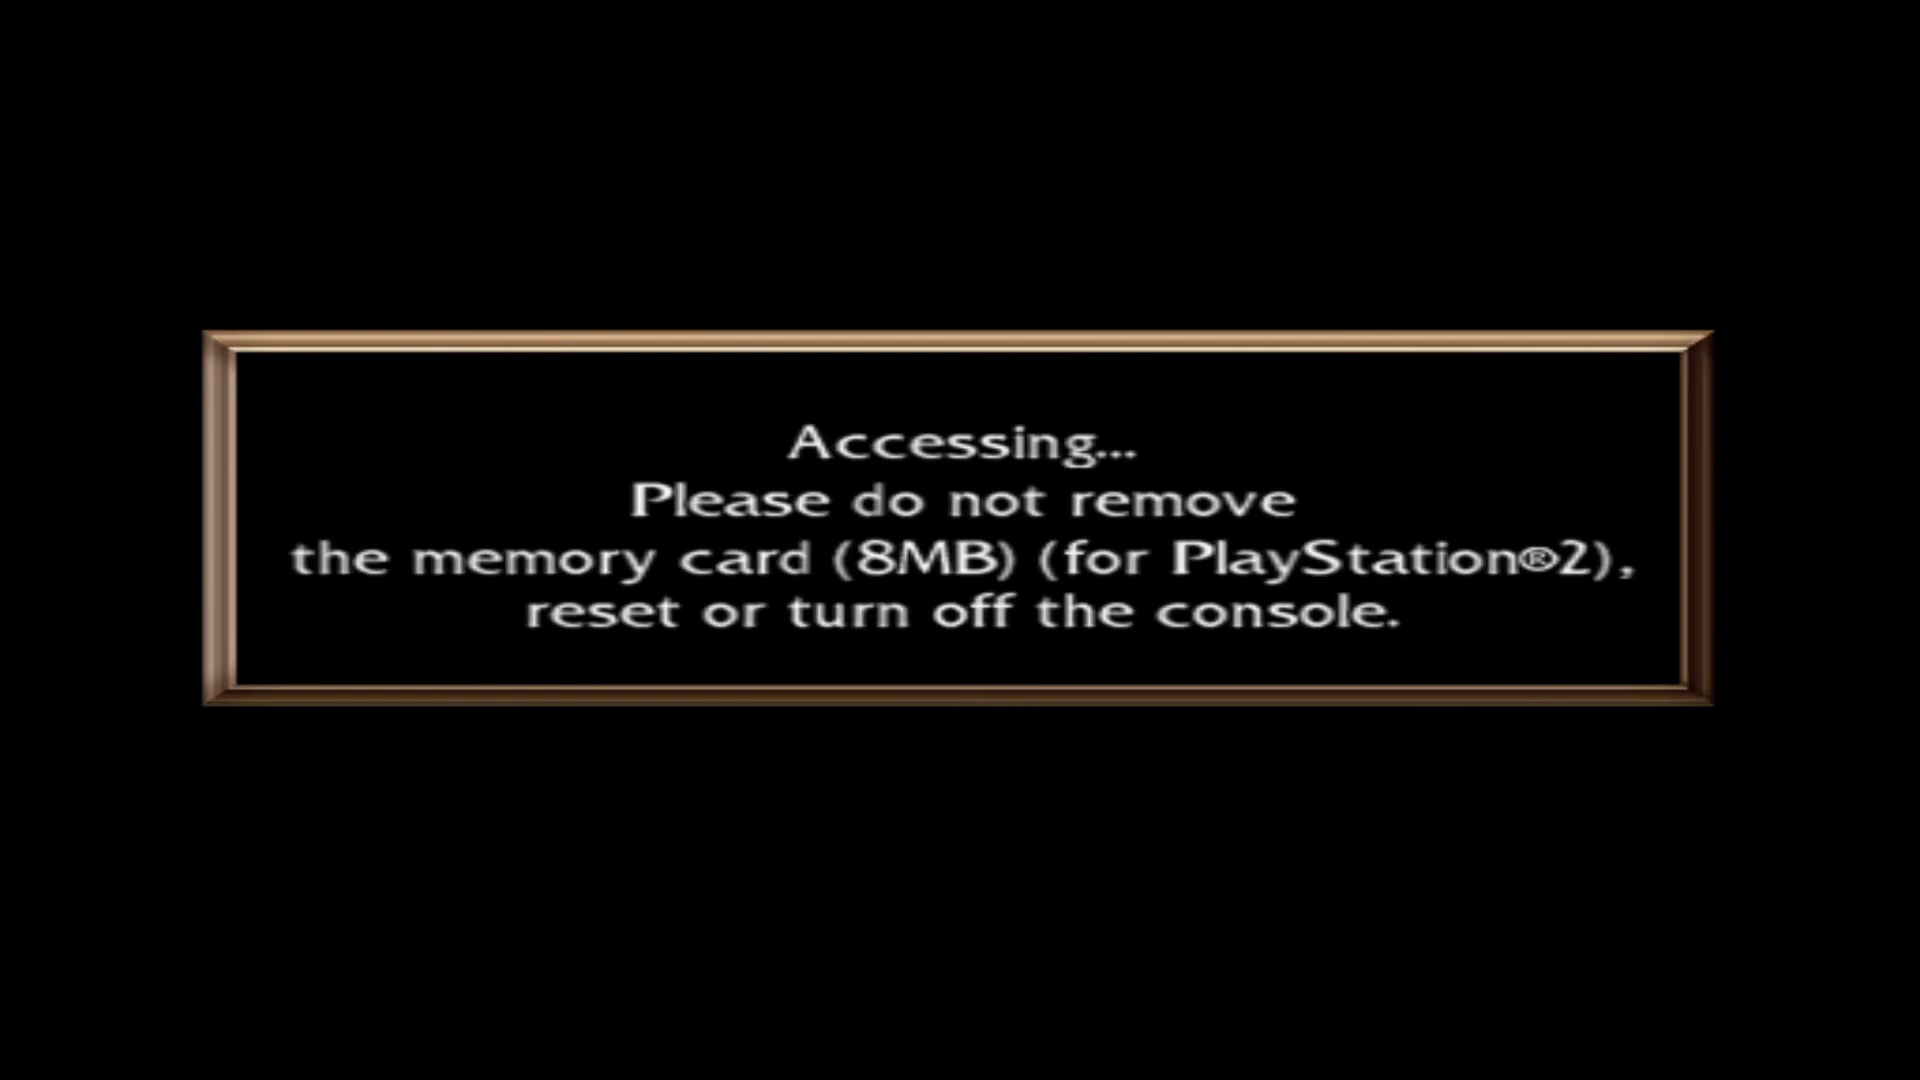 Accessing...
Please do not remove
the memory card (8MB) (for PlayStation®2),
reset or turn off the console.